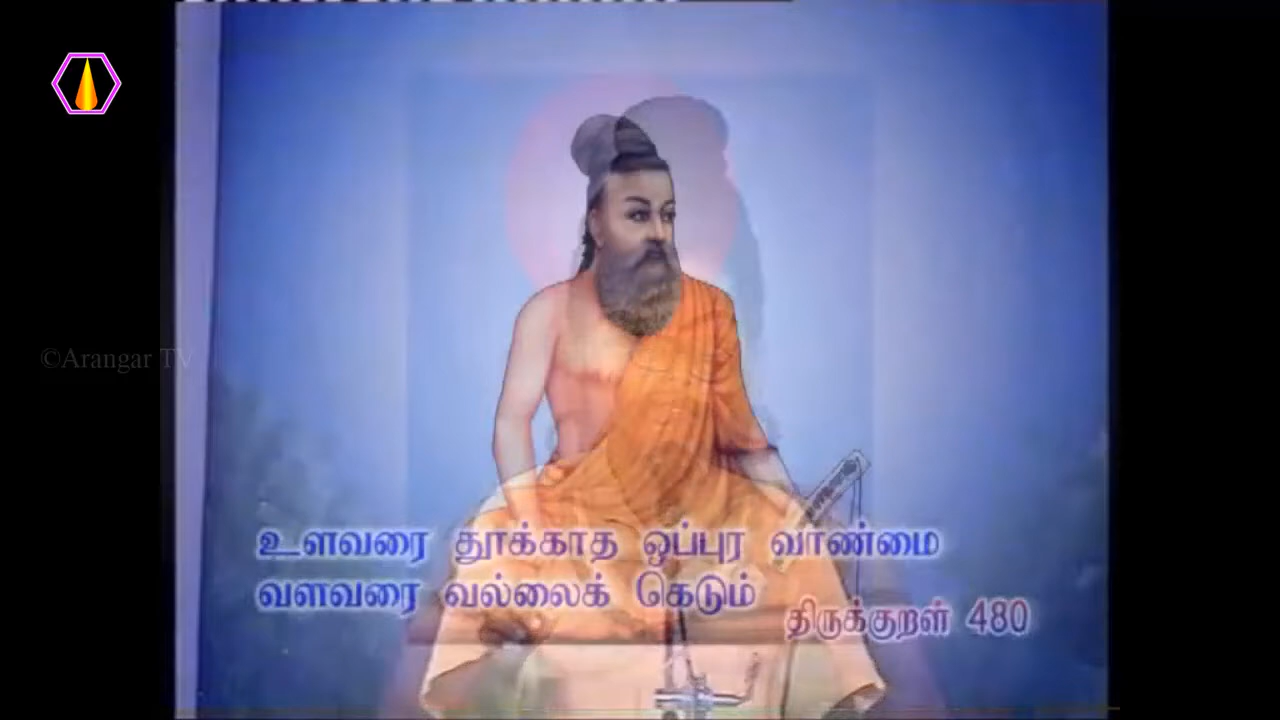 ©Arangar TV
உளவரை தூக்காத ஒப்புர வாண்மை
வளவரை வல்லைக் கெடும்
திருக்குறள் 480